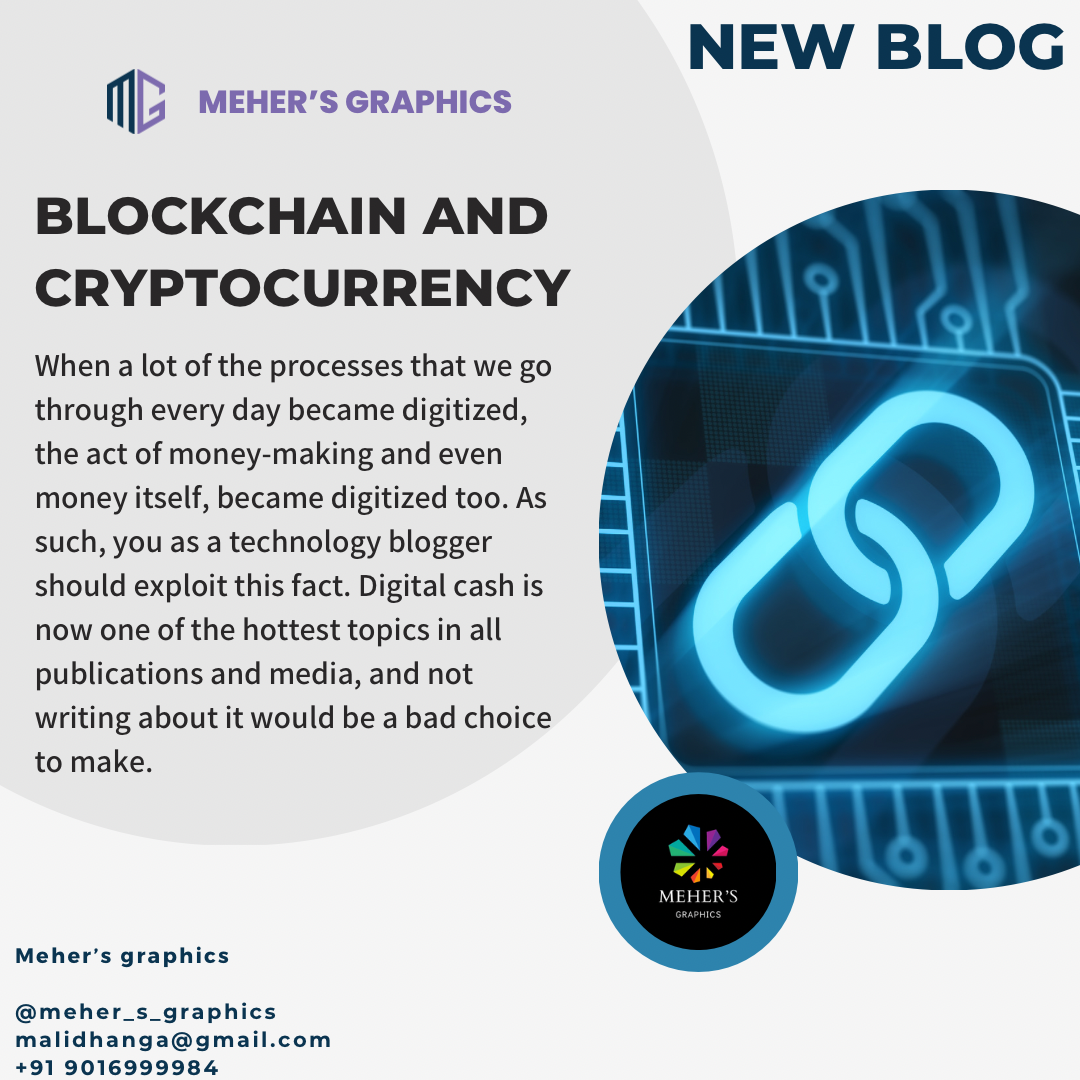 NEW BLOG
MG
MEHER’S GRAPHICS
BLOCKCHAIN AND
CRYPTOCURRENCY
When a lot of the processes that we go
through every day became digitized,
the act of money-making and even
money itself, became digitized too. As
such, you as a technology blogger
should exploit this fact. Digital cash is
now one of the hottest topics in all
publications and media, and not
writing about it would be a bad choice
to make.
MEHER’S
GRAPHICS
Meher’s graphics
@meher_s_graphics
malidhanga@gmail.com
+91 9016999984